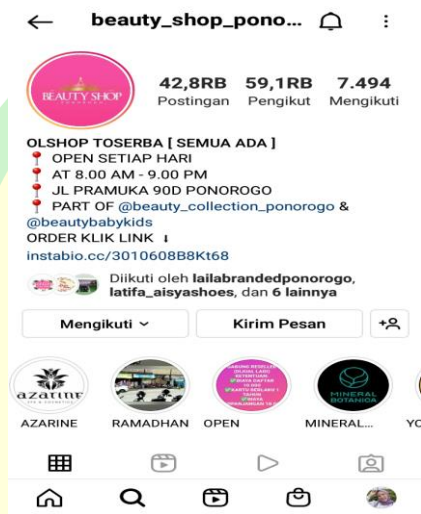 beauty_shop_pono...
BEAUTY SHOP
PONOROGO
42,8RB 59,1RB 7.494
Postingan Pengikut Mengikuti
OLSHOP TOSERBA [ SEMUA ADA ]
📍 OPEN SETIAP HARI
📍 AT 8.00 AM - 9.00 PM
📍 JL PRAMUKA 90D PONOROGO
📍 PART OF @beauty_collection_ponorogo &
@beautybabykids
ORDER KLIK LINK ⬇
instabio.cc/3010608B8Kt68
Diikuti oleh lailabrandedponorogo,
latifa_aisyashoes, dan 6 lainnya
Mengikuti Kirim Pesan
azarine
MINERAL
BOTANICA
AZARINE RAMADHAN OPEN MINERAL... YO